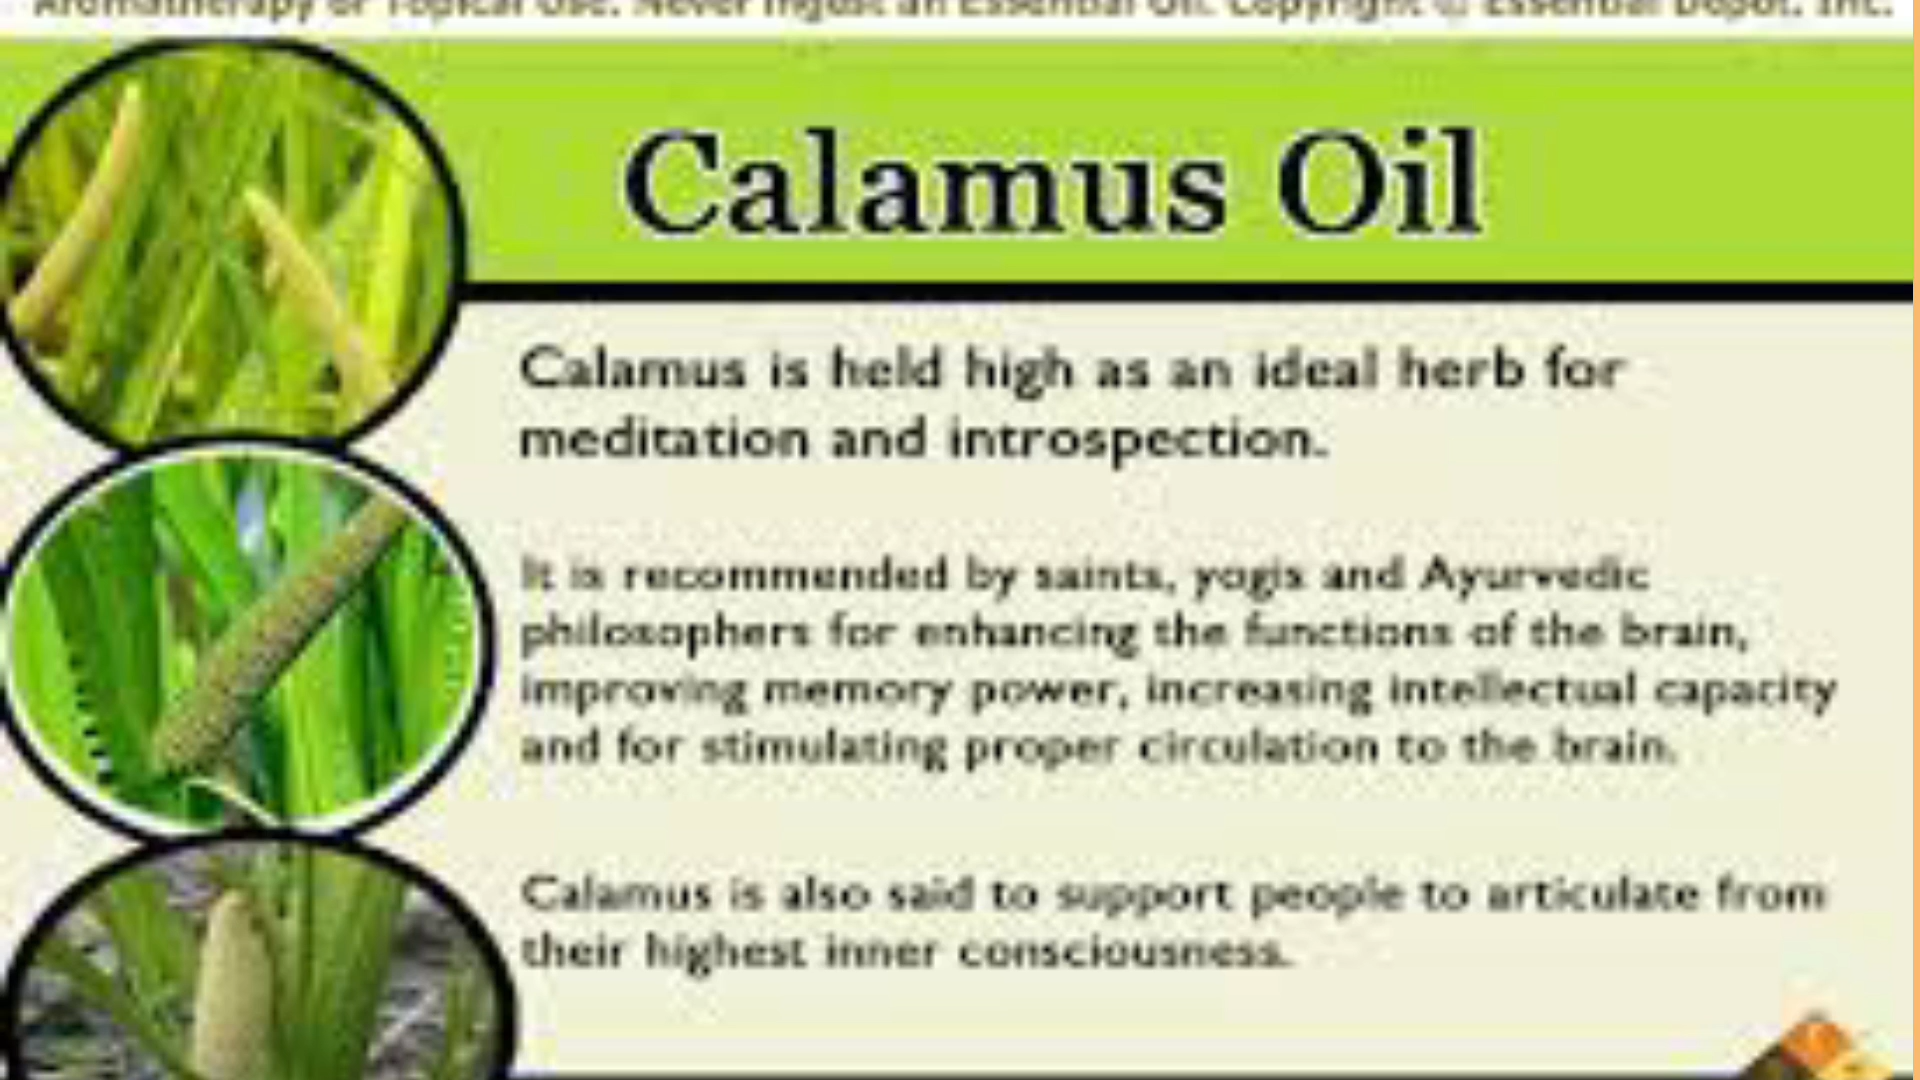 Aromatherapy or Topical Use. Never Ingest an Essential Oil. Copyright © Essential Depot, Inc.
Calamus Oil
Calamus is held high as an ideal herb for
meditation and introspection.
It is recommended by saints, yogis and Ayurvedic
philosophers for enhancing the functions of the brain,
improving memory power, increasing intellectual capacity
and for stimulating proper circulation to the brain.
Calamus is also said to support people to articulate from
their highest inner consciousness.